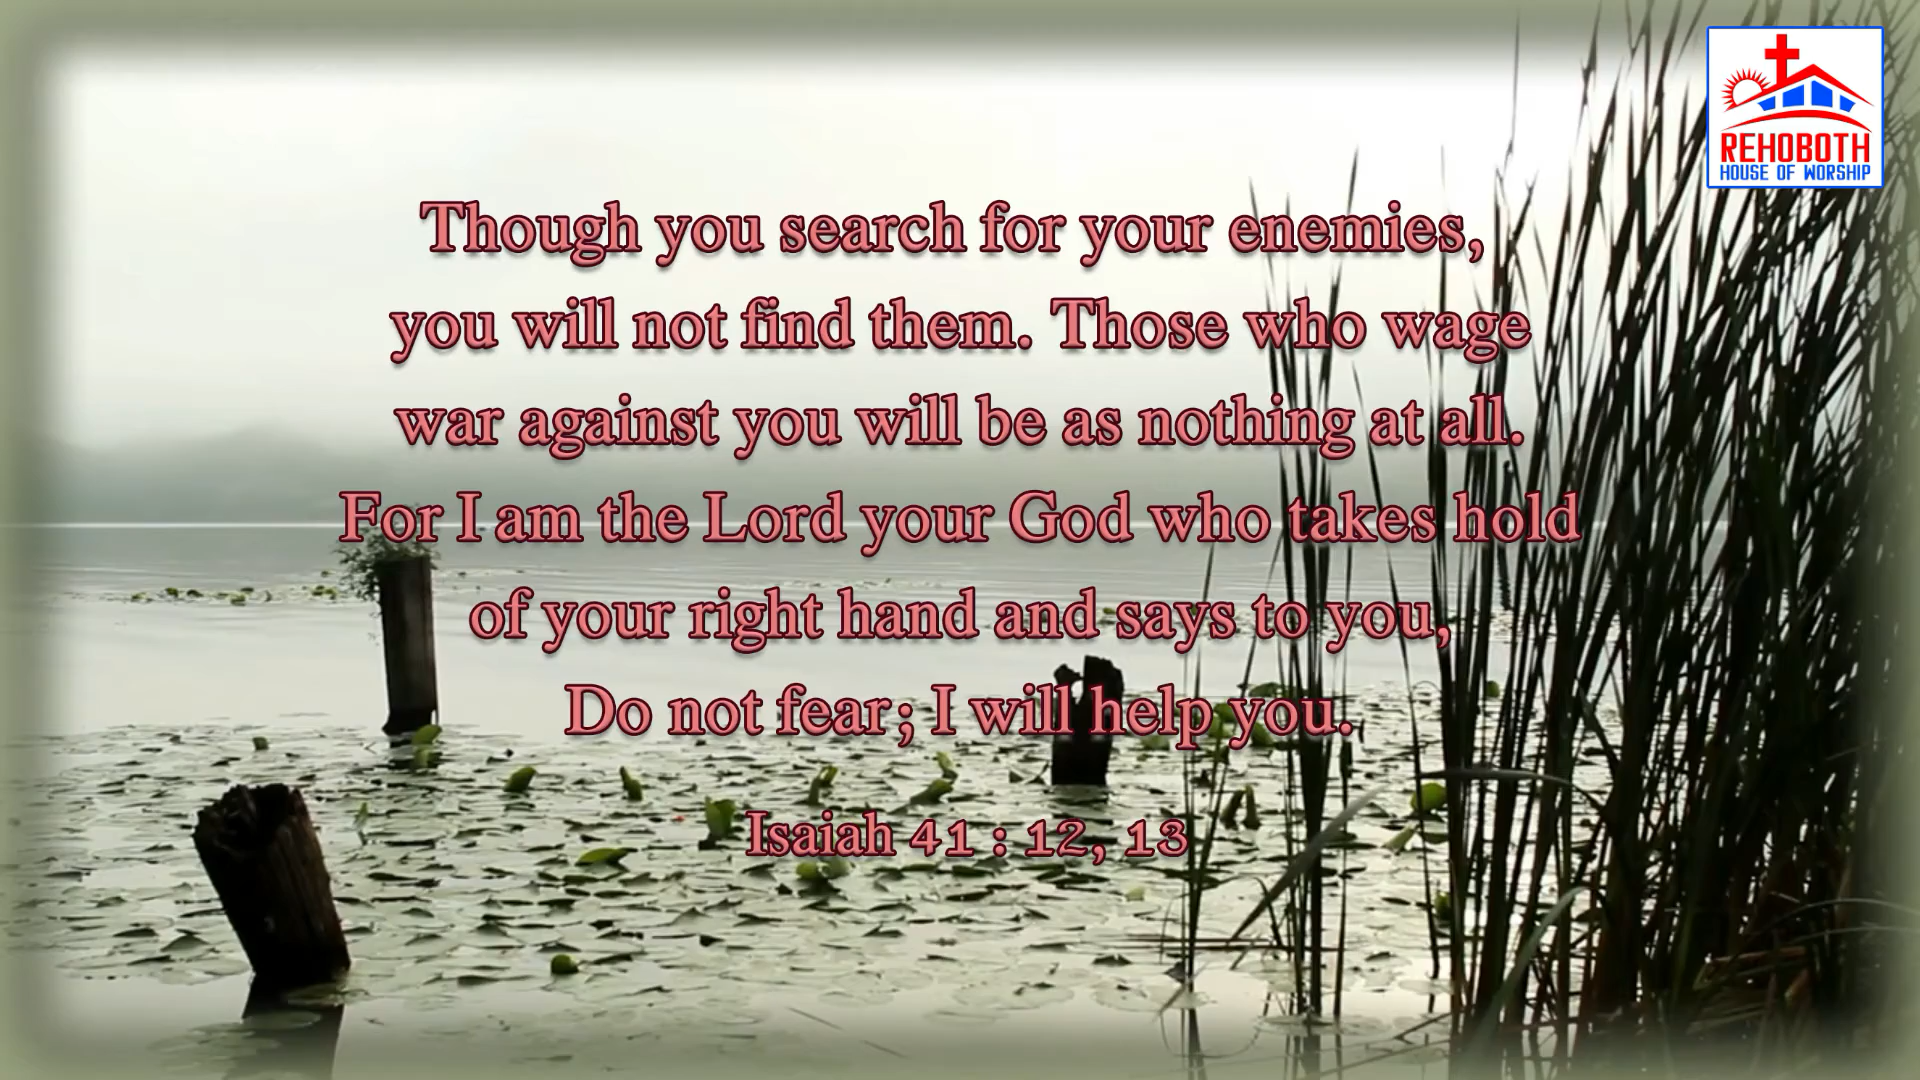 REHOBOTH
HOUSE OF WORSHIP
Though you search for your enemies,
you will not find them. Those who wage
war against you will be as nothing at all.
For I am the Lord your God who takes hold
of your right hand and says to you,
Do not fear; I will help you.
Isaiah 41 : 12, 13